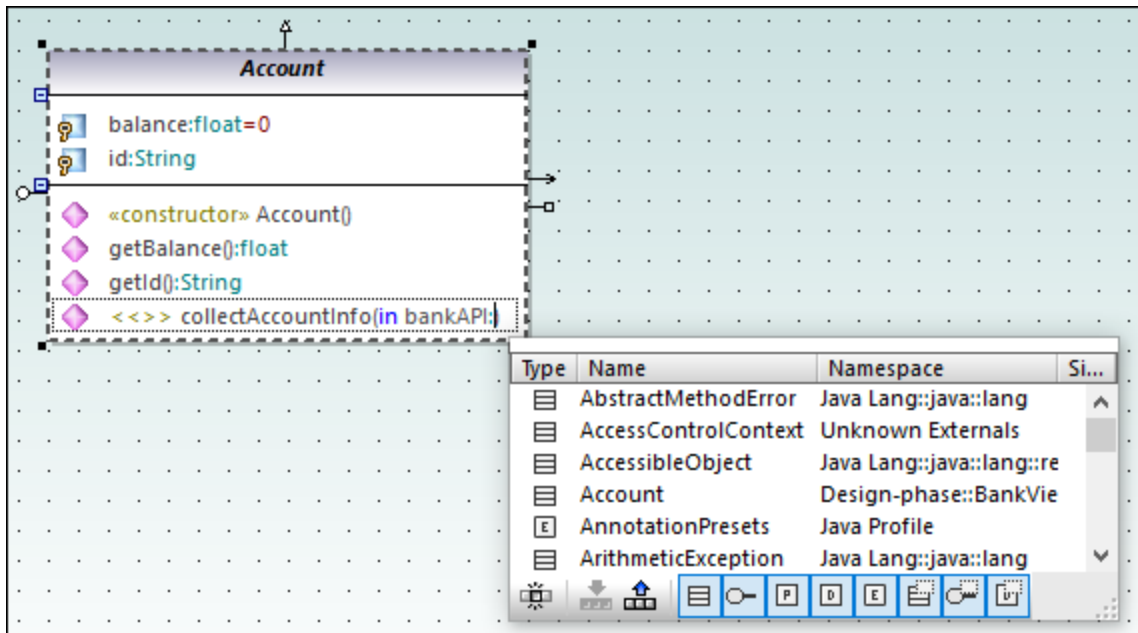 Account
balance:float=0
id:String
«constructor» Account()
getBalance():float
getId():String
<<>> collectAccountInfo(in bankAPI:)
Type Name Namespace Si...
AbstractMethodError Java Lang::java::lang
AccessControlContext Unknown Externals
AccessibleObject Java Lang::java::lang::re
Account Design-phase::BankVie
E AnnotationPresets Java Profile
ArithmeticException Java Lang::java::lang
P D E